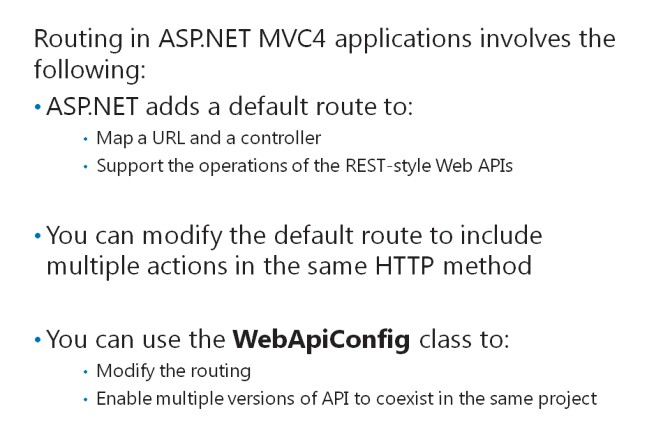 Routing in ASP.NET MVC4 applications involves the
following:
• ASP.NET adds a default route to:
• Map a URL and a controller
• Support the operations of the REST-style Web APIs
• You can modify the default route to include
multiple actions in the same HTTP method
• You can use the WebApiConfig class to:
• Modify the routing
• Enable multiple versions of API to coexist in the same project